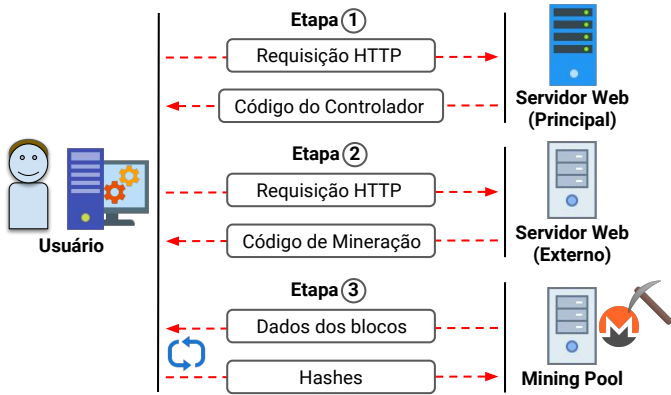 Etapa 1
Requisição HTTP
Código do Controlador
Servidor Web
(Principal)
Etapa 2
Requisição HTTP
Código de Mineração
Usuário
Servidor Web
(Externo)
Etapa 3
Dados dos blocos
Hashes
Mining Pool